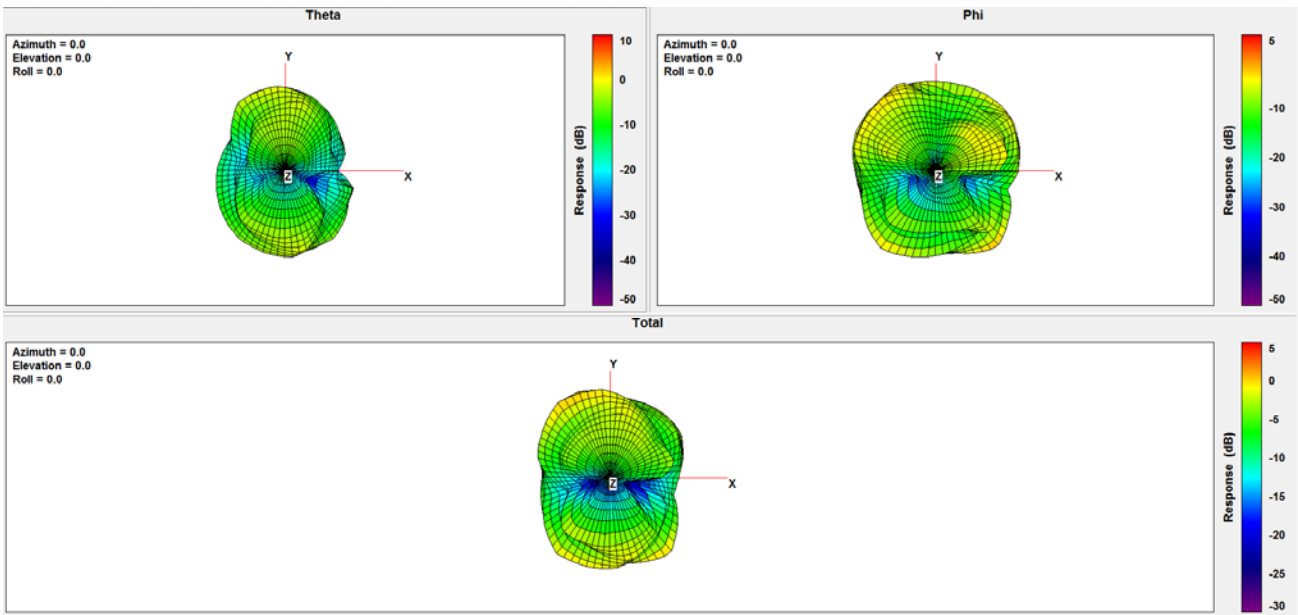 Theta
Azimuth = 0.0
Elevation = 0.0
Roll = 0.0
Y
X
Z
Response (dB)
10
0
-10
-20
-30
-40
-50
Phi
Azimuth = 0.0
Elevation = 0.0
Roll = 0.0
Y
X
Z
Response (dB)
5
-10
-20
-30
-40
-50
Total
Azimuth = 0.0
Elevation = 0.0
Roll = 0.0
Y
X
Z
Response (dB)
5
0
-5
-10
-15
-20
-25
-30